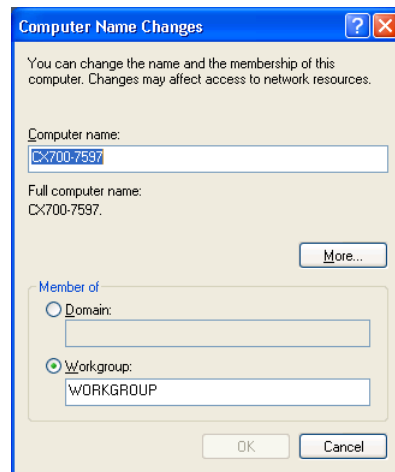 Computer Name Changes
You can change the name and the membership of this
computer. Changes may affect access to network resources.
Computer name:
CX700-7597
Full computer name:
CX700-7597.
More...
Member of
Domain:
Workgroup:
WORKGROUP
OK Cancel